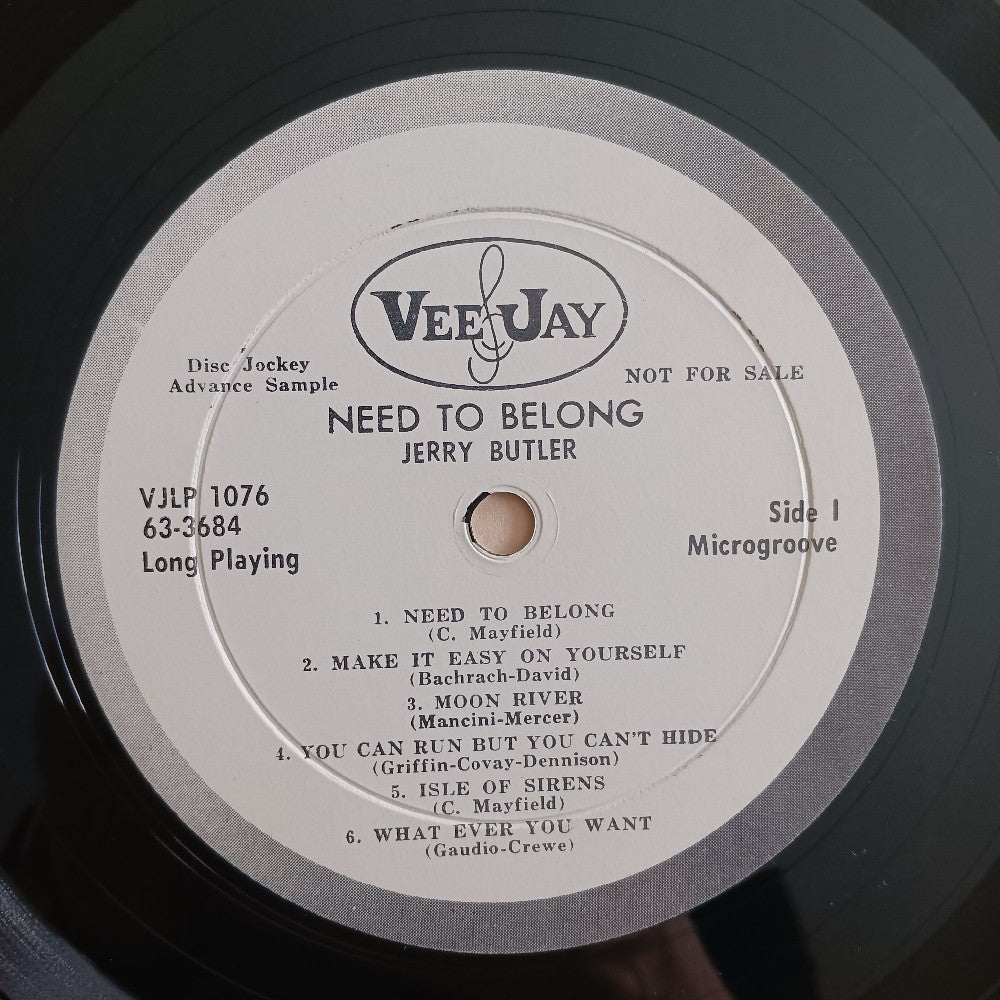 VEE JAY
Disc Jockey
Advance Sample
NOT FOR SALE
NEED TO BELONG
JERRY BUTLER
VJLP 1076
63-3684
Long Playing
Side 1
Microgroove
1. NEED TO BELONG
(C. Mayfield)
2. MAKE IT EASY ON YOURSELF
(Bachrach-David)
3. MOON RIVER
(Mancini-Mercer)
4. YOU CAN RUN BUT YOU CAN'T HIDE
(Griffin-Covay-Dennison)
5. ISLE OF SIRENS
(C. Mayfield)
6. WHAT EVER YOU WANT
(Gaudio-Crewe)